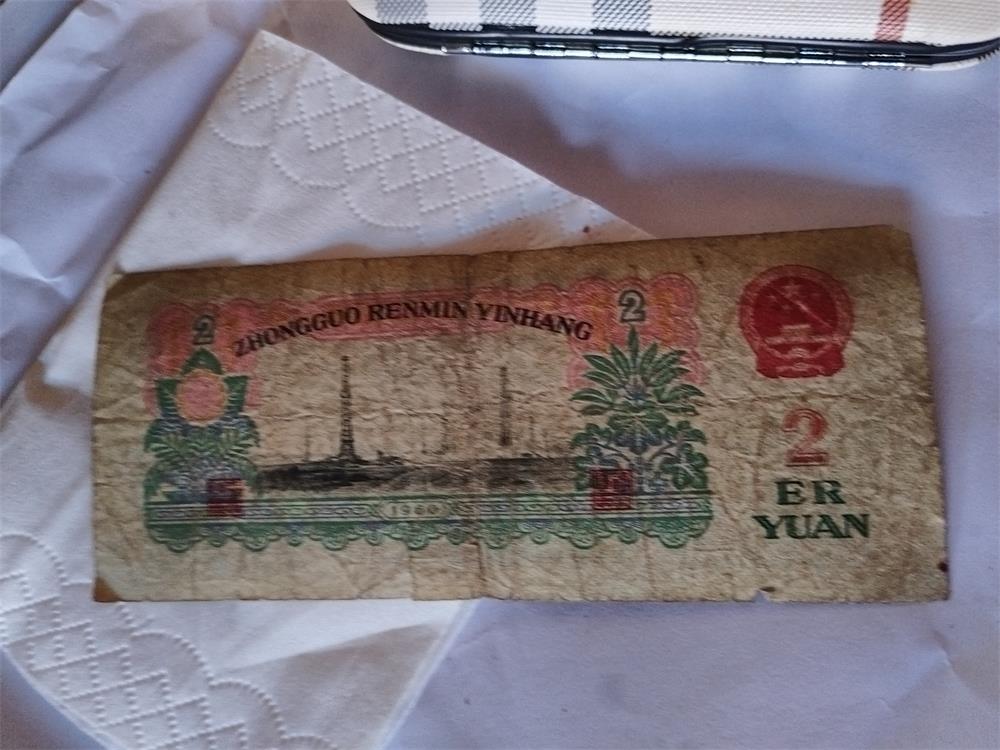 2
2
ZHONGGUO RENMIN YINHANG
1960
2
ER
YUAN